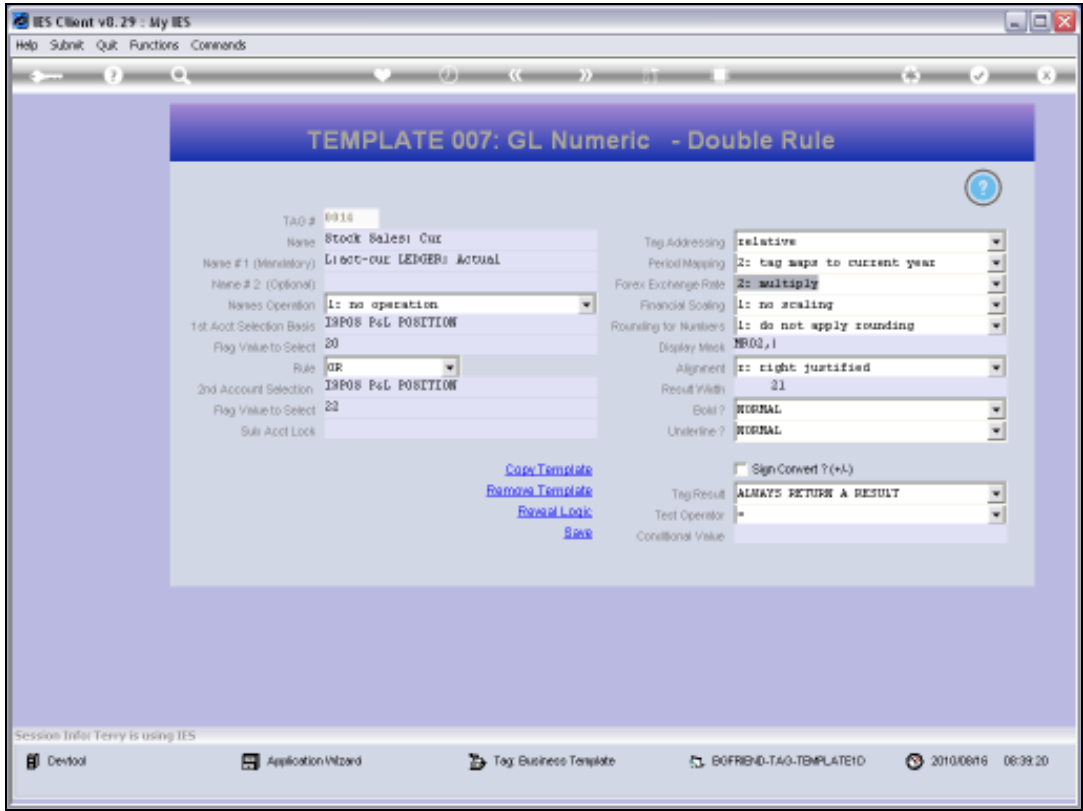 IES Client v8.29 : My IES
Help Submit Quit Functions Commands
TEMPLATE 007: GL Numeric - Double Rule
TAG # 0016
Name Stock Sales: Cur
Name # 1 (Mandatory) L:act-cur LEDGER: Actual
Name # 2 (Optional)
Names Operation 1: no operation
1st Acct Selection Basis ISPOS P&L POSITION
Flag Value to Select 20
Rule OR
2nd Account Selection ISPOS P&L POSITION
Flag Value to Select 22
Sub Acct Lock
Tag Addressing relative
Period Mapping 2: tag maps to current year
Forex Exchange Rate 2: multiply
Financial Scaling 1: no scaling
Rounding for Numbers 1: do not apply rounding
Display Mask MR02,|
Alignment r: right justified
Result Width 21
Bold ? NORMAL
Underline ? NORMAL
Copy Template
Remove Template
Reveal Logic
Save
Sign Convert ? (+/-)
Tag Result ALWAYS RETURN A RESULT
Test Operator =
Conditional Value
Session Info: Terry is using IES
Devtool Application Wizard Tag: Business Template BGFRIEND-TAG-TEMPLATE1D 2010/08/16 08:39:20